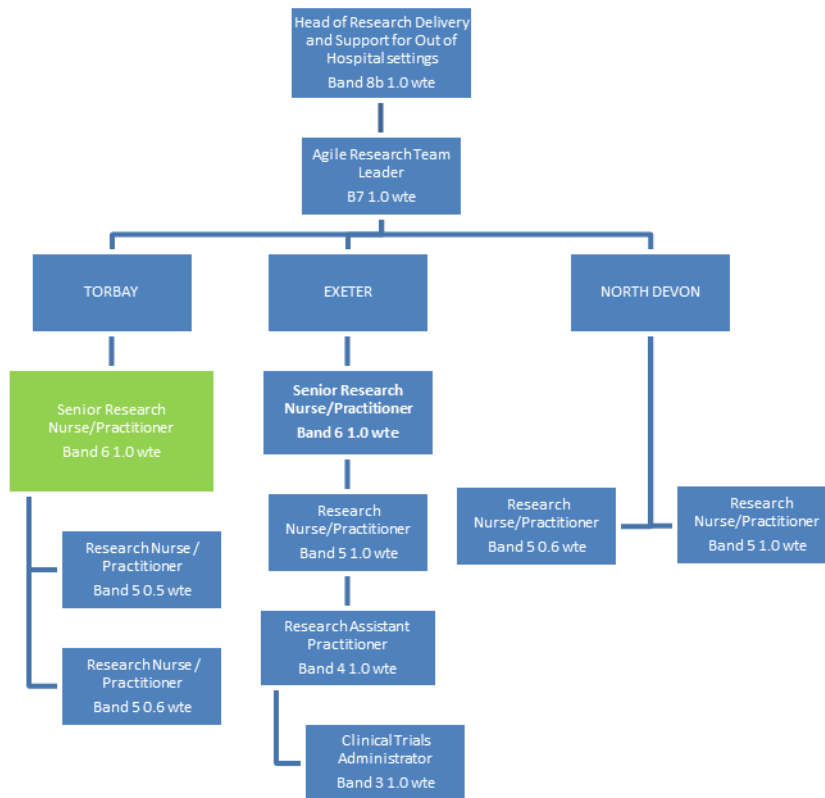 Head of Research Delivery
and Support for Out of
Hospital settings
Band 8b 1.0 wte
Agile Research Team
Leader
B7 1.0 wte
TORBAY
EXETER
NORTH DEVON
Senior Research
Nurse/Practitioner
Band 6 1.0 wte
Senior Research
Nurse/Practitioner
Band 6 1.0 wte
Research Nurse /
Practitioner
Band 5 0.5 wte
Research Nurse /
Practitioner
Band 5 0.6 wte
Research
Nurse/Practitioner
Band 5 1.0 wte
Research Assistant
Practitioner
Band 4 1.0 wte
Clinical Trials
Administrator
Band 3 1.0 wte
Research
Nurse/Practitioner
Band 5 0.6 wte
Research
Nurse/Practitioner
Band 5 1.0 wte